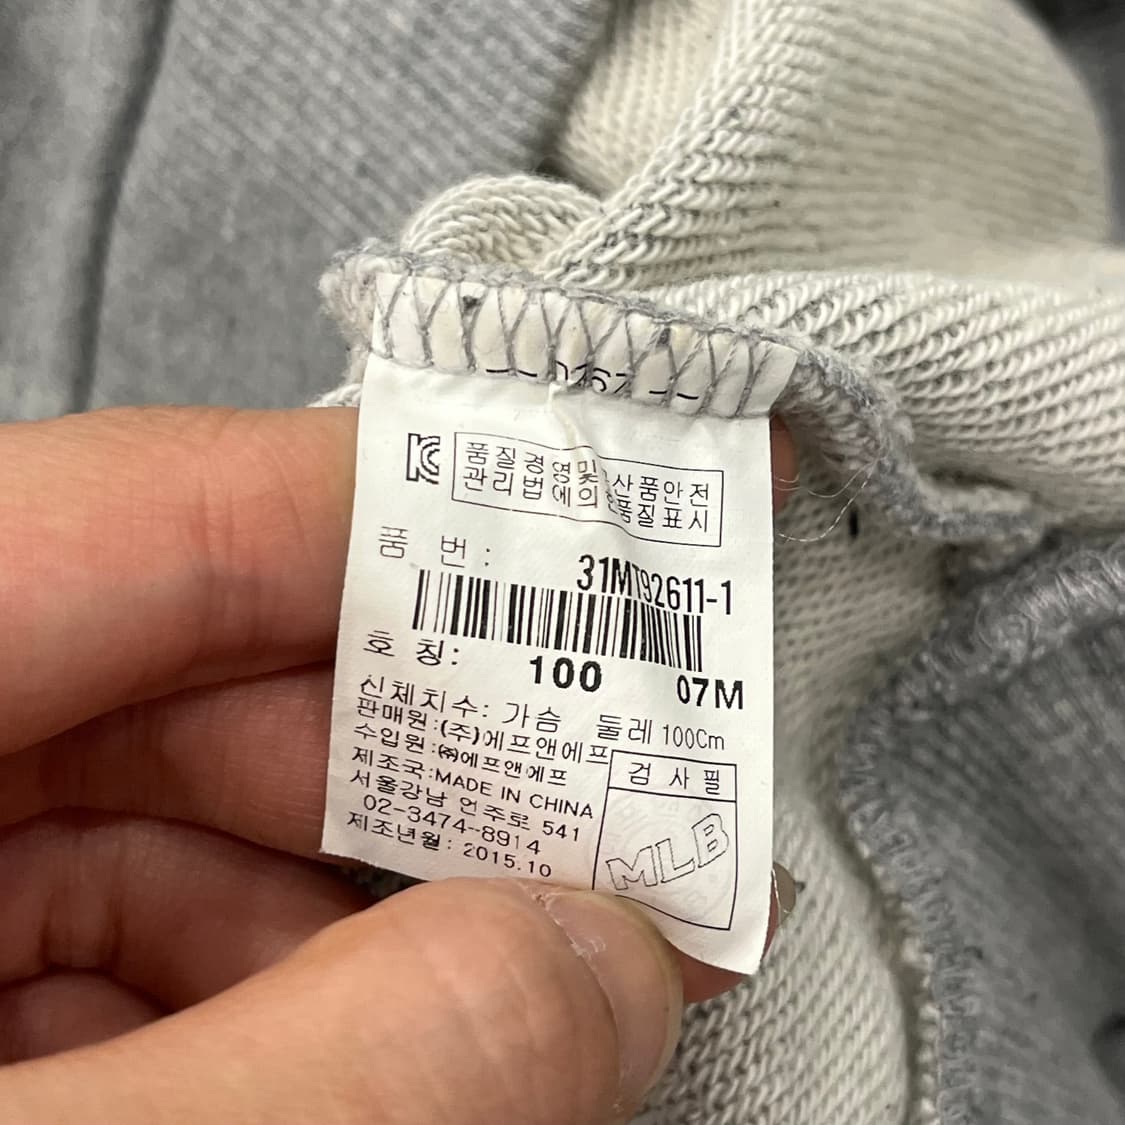 품질경영및 산품안전
관리법에의 품질표시
품 번 : 31MT92611-1
호 칭: 100 07M
신체치수: 가슴 둘레 100Cm
판매원:(주)에프앤에프
수입원:㈜에프앤에프
제조국:MADE IN CHINA
서울강남 언주로 541
02-3474-8914
제조년월: 2015.10
검 사 필
MLB